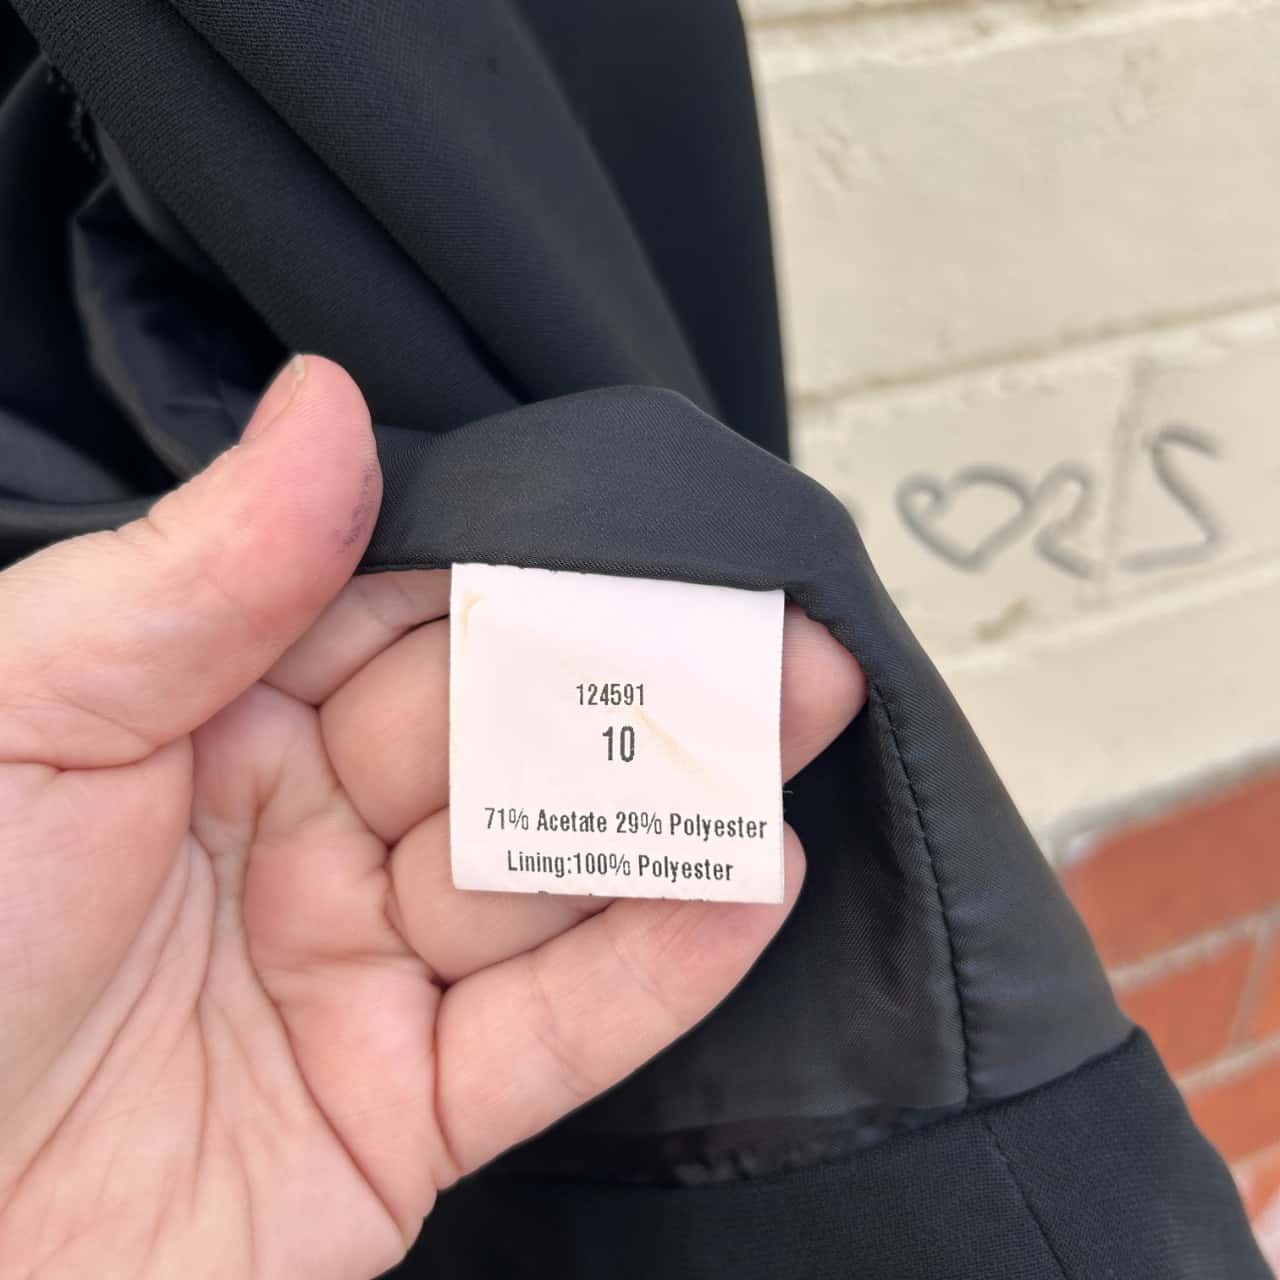 124591
10
71% Acetate 29% Polyester
Lining:100% Polyester